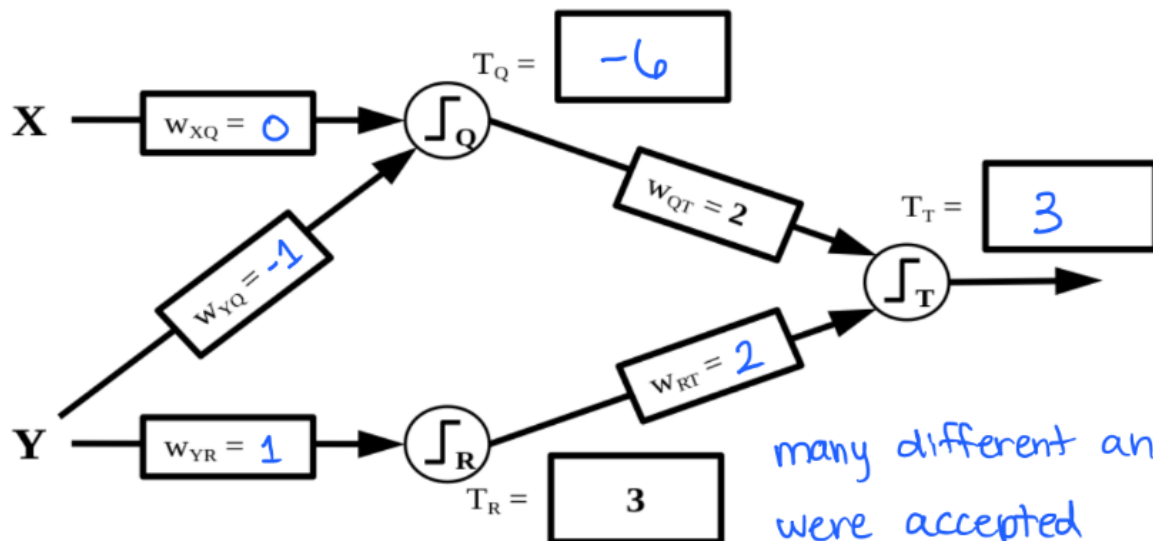 T_Q = -6
X
w_XQ = 0
Q
w_QT = 2
T_T = 3
w_YQ = -1
T
w_RT = 2
Y
w_YR = 1
R
many different
T_R = 3
were accepted